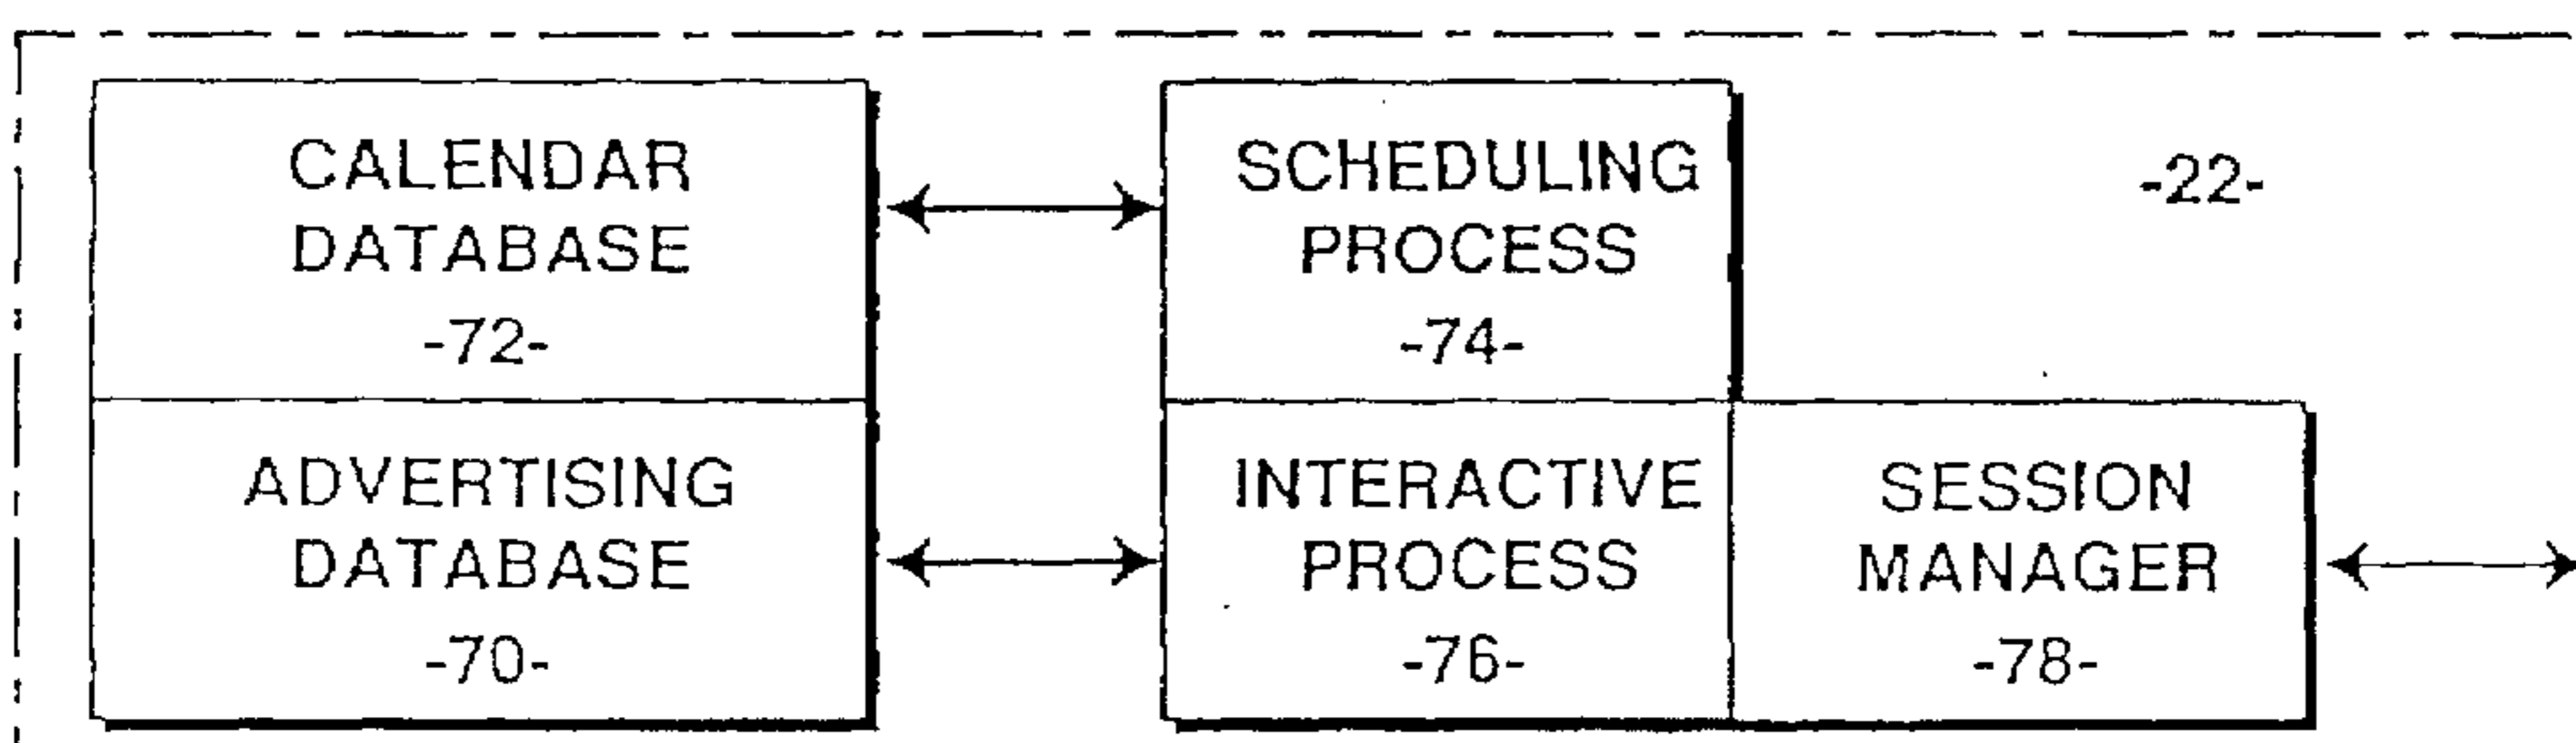 CALENDAR
DATABASE
-72-
SCHEDULING
PROCESS
-74-
-22-
ADVERTISING
DATABASE
-70-
INTERACTIVE
PROCESS
-76-
SESSION
MANAGER
-78-